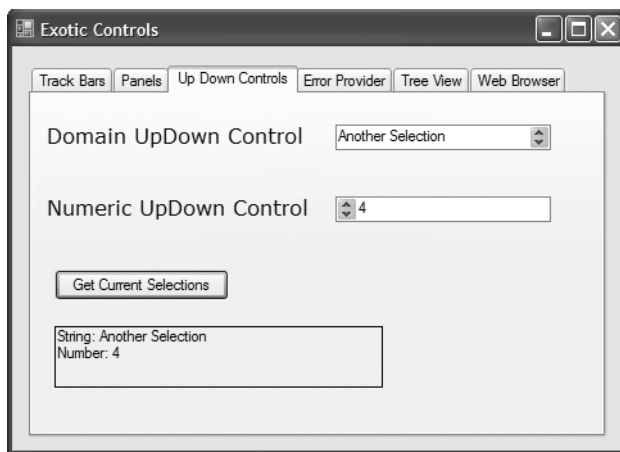 Exotic Controls
Track Bars Panels Up Down Controls Error Provider Tree View Web Browser
Domain UpDown Control Another Selection
Numeric UpDown Control 4
Get Current Selections
String: Another Selection
Number: 4